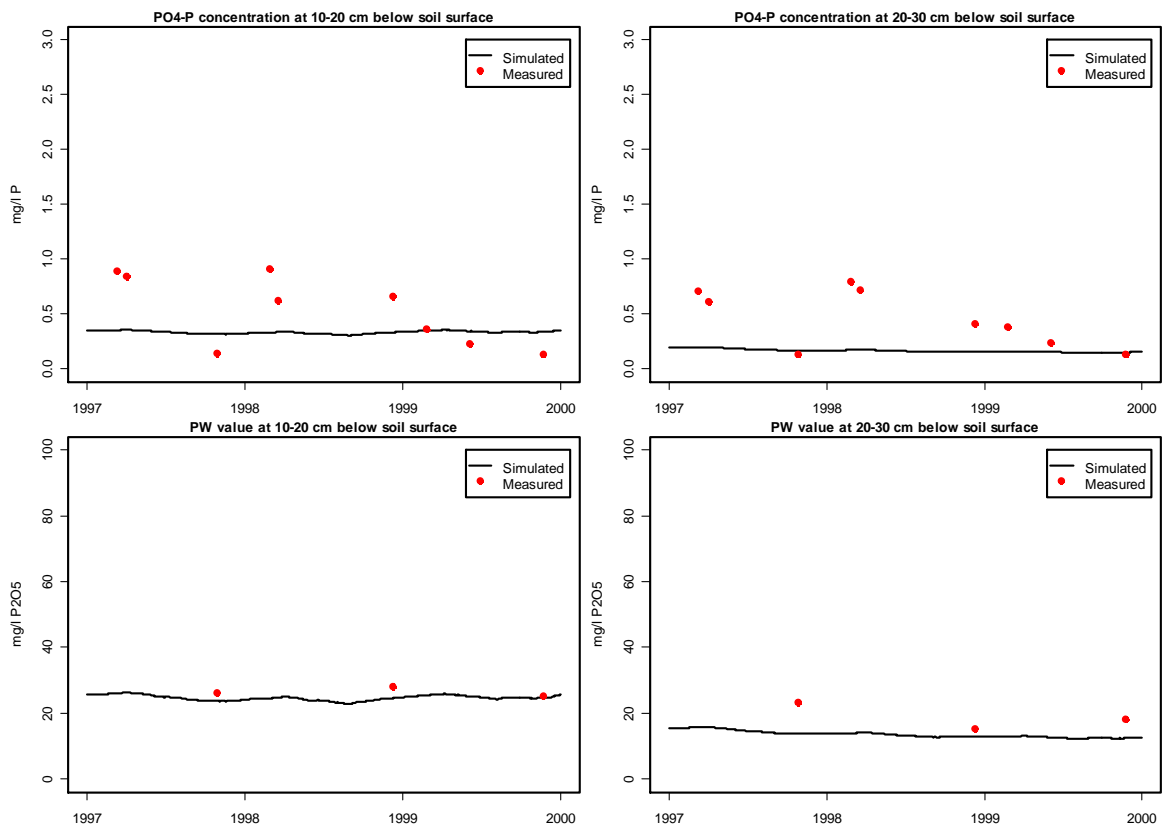 PO4-P concentration at 10-20 cm below soil surface
mg/l P
3.0
2.5
2.0
1.5
1.0
0.5
0.0
Simulated
Measured
1997
1998
1999
2000
PO4-P concentration at 20-30 cm below soil surface
mg/l P
3.0
2.5
2.0
1.5
1.0
0.5
0.0
Simulated
Measured
1997
1998
1999
2000
PW value at 10-20 cm below soil surface
mg/l P2O5
100
80
60
40
20
0
Simulated
Measured
1997
1998
1999
2000
PW value at 20-30 cm below soil surface
mg/l P2O5
100
80
60
40
20
0
Simulated
Measured
1997
1998
1999
2000